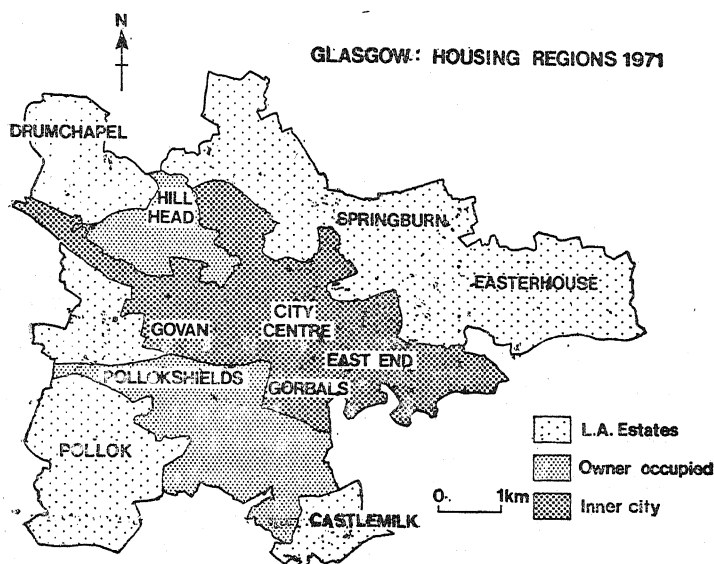 N
GLASGOW: HOUSING REGIONS 1971
DRUMCHAPEL
HILL
HEAD
SPRINGBURN
EASTERHOUSE
CITY
CENTRE
GOVAN
EAST END
POLLOKSHIELDS
GORBALS
POLLOK
CASTLEMILK
L.A. Estates
Owner occupied
Inner city
0 1km